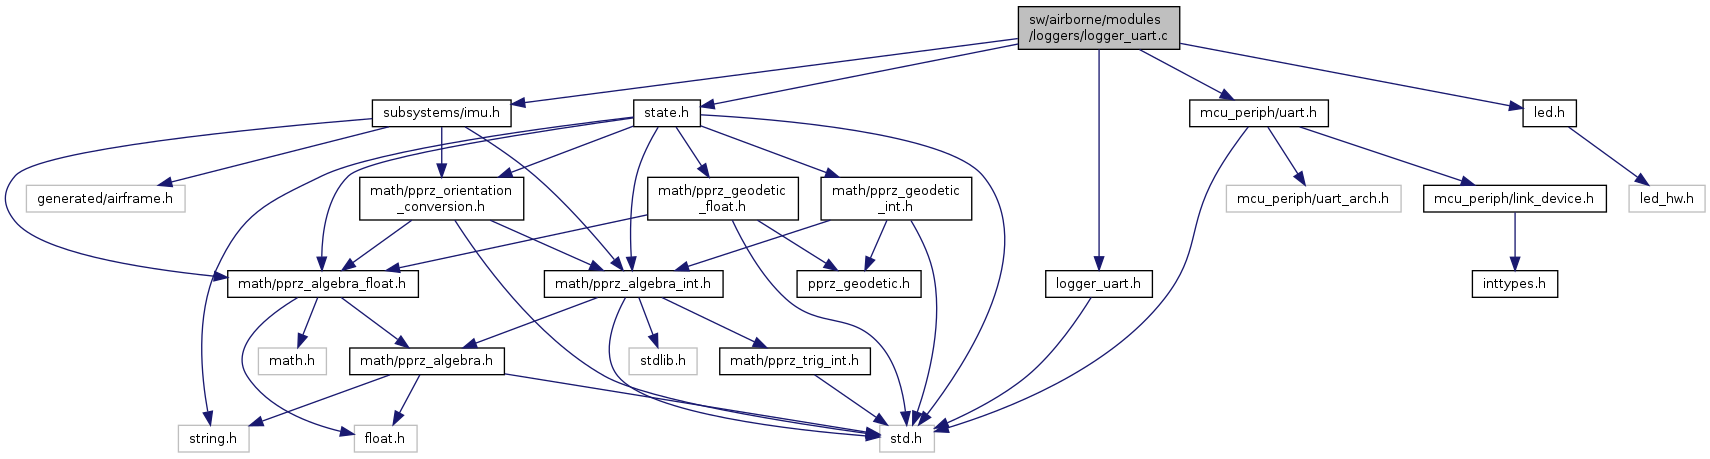 sw/airborne/modules
/loggers/logger_uart.c
subsystems/imu.h
state.h
mcu_periph/uart.h
led.h
generated/airframe.h
math/pprz_orientation
_conversion.h
math/pprz_geodetic
_float.h
math/pprz_geodetic
_int.h
mcu_periph/uart_arch.h
mcu_periph/link_device.h
led_hw.h
math/pprz_algebra_float.h
math/pprz_algebra_int.h
pprz_geodetic.h
logger_uart.h
inttypes.h
math.h
math/pprz_algebra.h
stdlib.h
math/pprz_trig_int.h
string.h
float.h
std.h